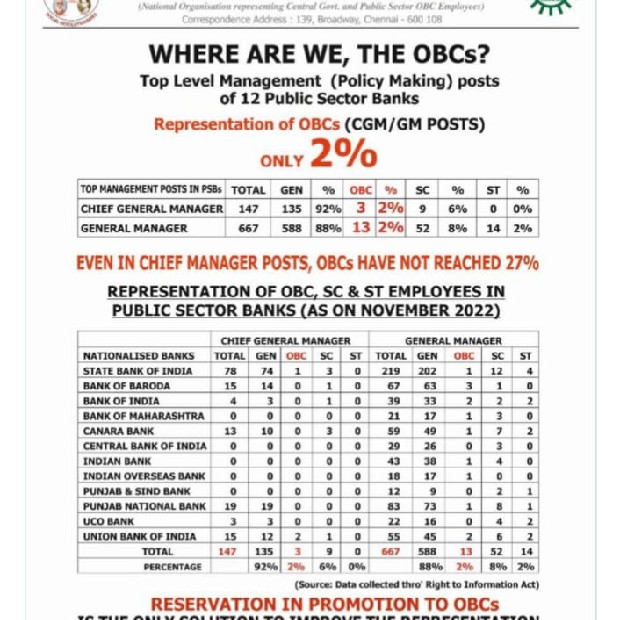 (National Organisation representing Central Govt. and Public Sector OBC Employees)
Correspondence Address : 139, Broadway, Chennai - 600 108
WHERE ARE WE, THE OBCs?
Top Level Management (Policy Making) posts
of 12 Public Sector Banks
Representation of OBCs (CGM/GM POSTS)
ONLY 2%
TOP MANAGEMENT POSTS IN PSBs TOTAL GEN % OBC % SC % ST %
CHIEF GENERAL MANAGER 147 135 92% 3 2% 9 6% 0 0%
GENERAL MANAGER 667 588 88% 13 2% 52 8% 14 2%
EVEN IN CHIEF MANAGER POSTS, OBCs HAVE NOT REACHED 27%
REPRESENTATION OF OBC, SC & ST EMPLOYEES IN
PUBLIC SECTOR BANKS (AS ON NOVEMBER 2022)
CHIEF GENERAL MANAGER GENERAL MANAGER
NATIONALISED BANKS TOTAL GEN OBC SC ST TOTAL GEN OBC SC ST
STATE BANK OF INDIA 78 74 1 3 0 219 202 1 12 4
BANK OF BARODA 15 14 0 1 0 67 63 3 1 0
BANK OF INDIA 4 3 0 1 0 39 33 2 2 2
BANK OF MAHARASHTRA 0 0 0 0 0 21 17 1 3 0
CANARA BANK 13 10 0 3 0 59 49 1 7 2
CENTRAL BANK OF INDIA 0 0 0 0 0 29 26 0 3 0
INDIAN BANK 0 0 0 0 0 43 38 1 4 0
INDIAN OVERSEAS BANK 0 0 0 0 0 18 17 1 0 0
PUNJAB & SIND BANK 0 0 0 0 0 12 9 0 2 1
PUNJAB NATIONAL BANK 19 19 0 0 0 83 73 1 8 1
UCO BANK 3 3 0 0 0 22 16 0 4 2
UNION BANK OF INDIA 15 12 2 1 0 55 45 2 6 2
TOTAL 147 135 3 9 0 667 588 13 52 14
PERCENTAGE 92% 2% 6% 0% 88% 2% 8% 2%
(Source: Data collected thro' Right to Information Act)
RESERVATION IN PROMOTION TO OBCs
IS THE ONLY SOLUTION TO IMPROVE THE REPRESENTATION